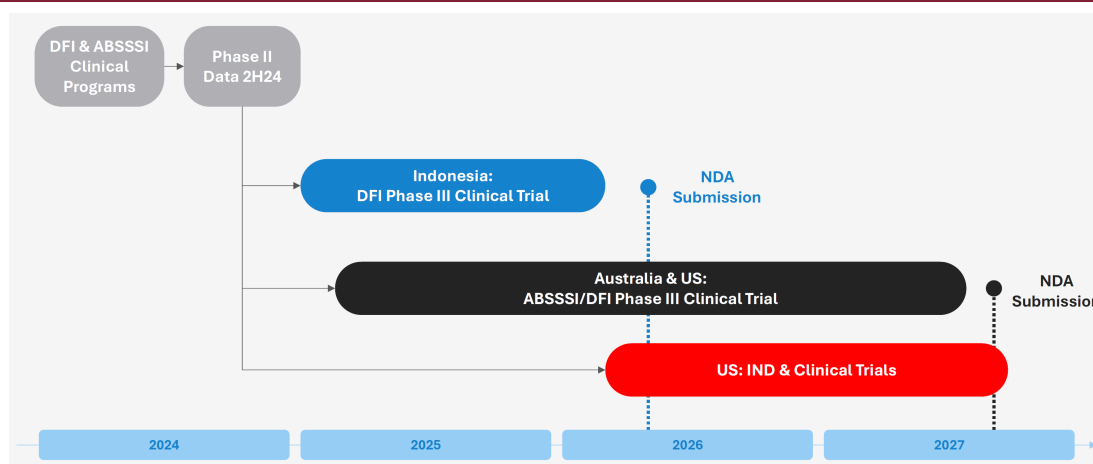 DFI & ABSSSI
Clinical
Programs
Phase II
Data 2H24
Indonesia:
DFI Phase III Clinical Trial
NDA
Submission
Australia & US:
ABSSSI/DFI Phase III Clinical Trial
NDA
Submission
US: IND & Clinical Trials
2024
2025
2026
2027